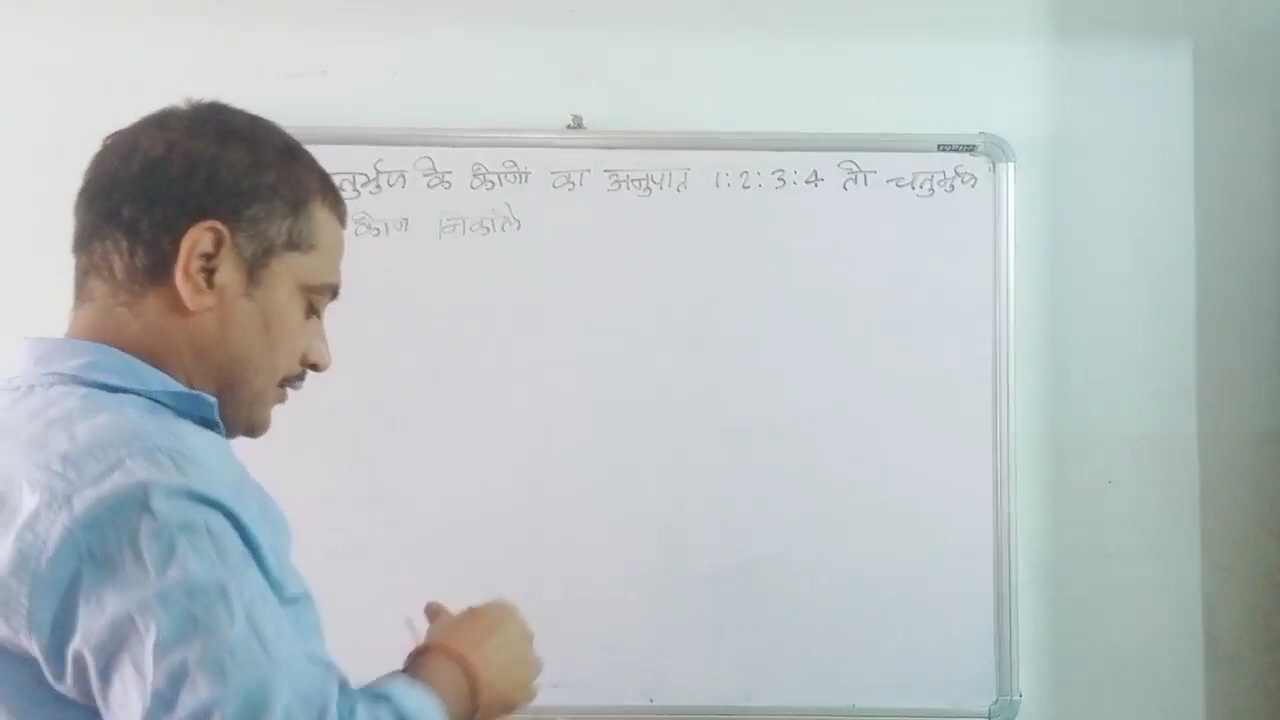 तुर्भुज के कोणों का अनुपात 1:2:3:4 तो चतुर्भुज
कोण निकाले